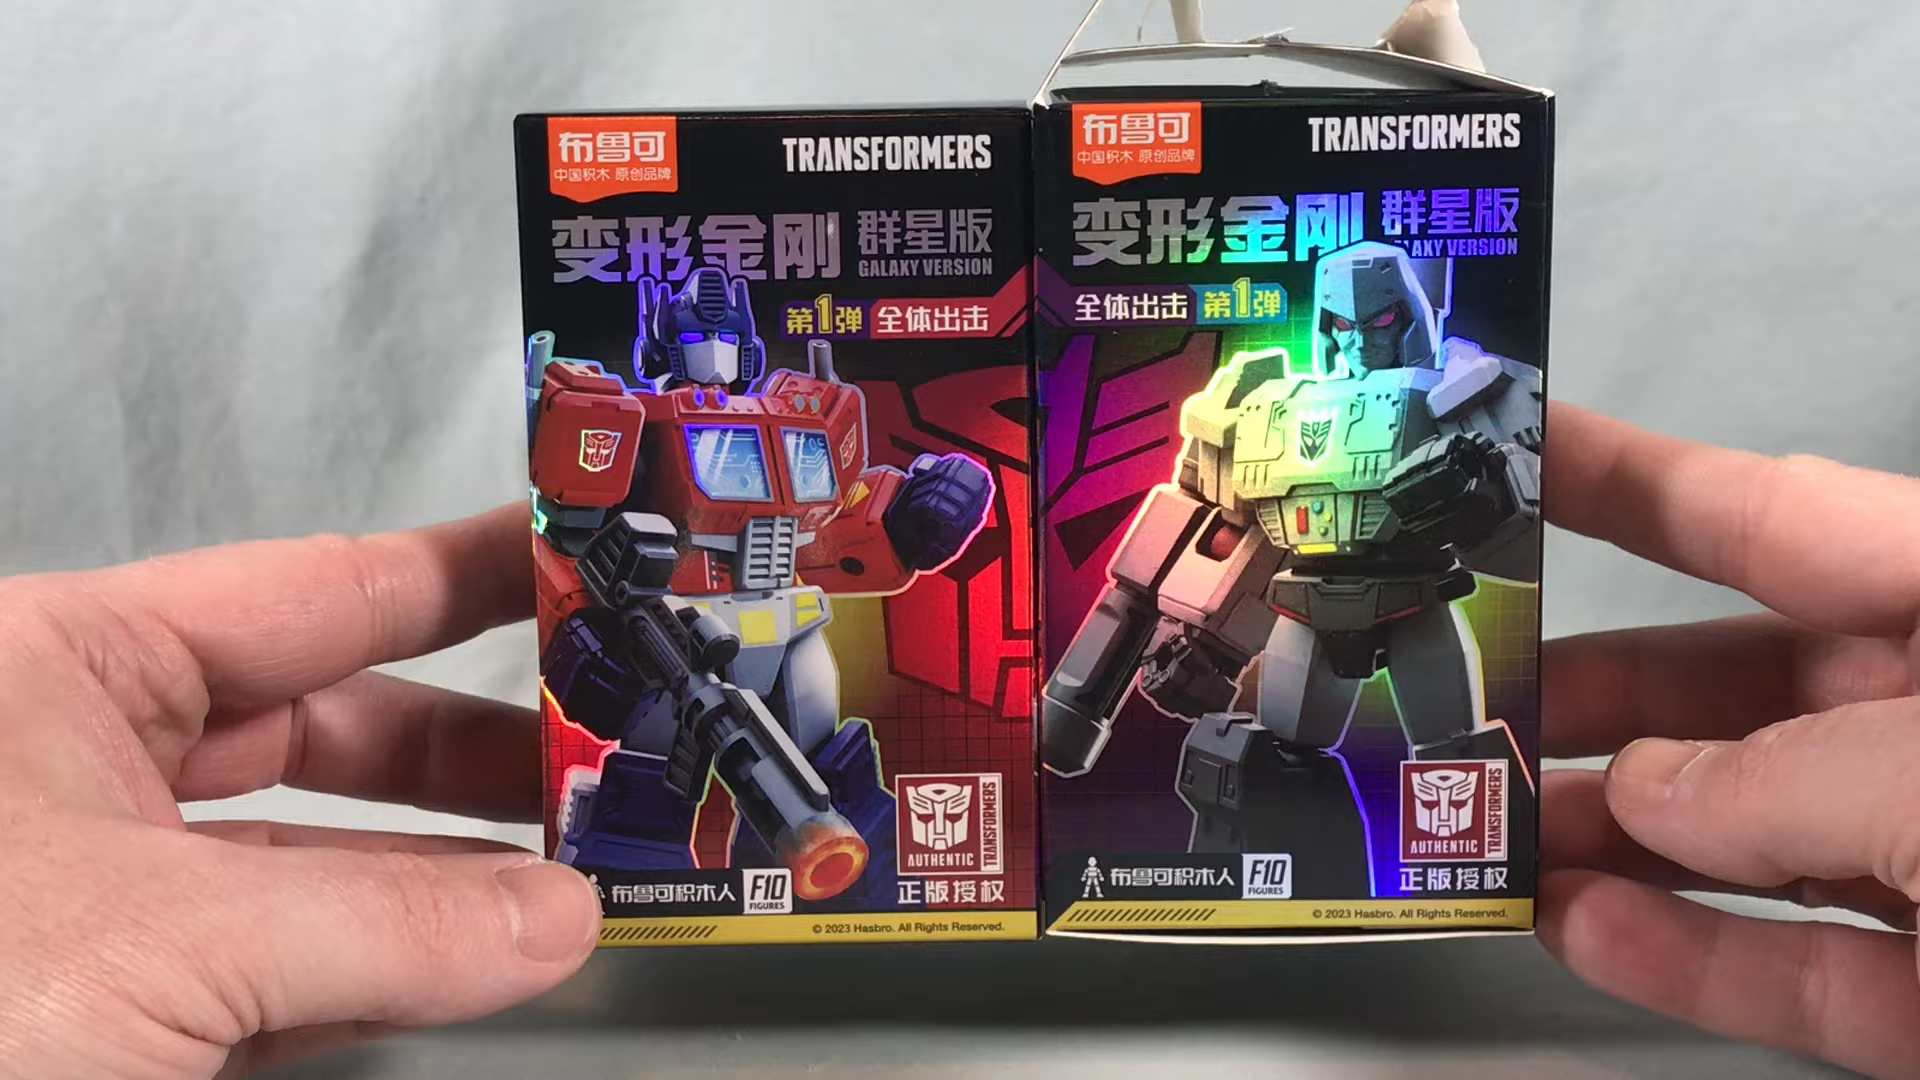 布鲁可
中国积木 原创品牌
TRANSFORMERS
变形金刚
群星版
GALAXY VERSION
第1弹
全体出击
AUTHENTIC
TRANSFORMERS
布鲁可积木人
F10
FIGURES
正版授权
© 2023 Hasbro. All Rights Reserved.
布鲁可
中国积木 原创品牌
TRANSFORMERS
变形金刚
群星版
VERSION
全体出击
第1弹
AUTHENTIC
TRANSFORMERS
布鲁可积木人
F10
FIGURES
正版授权
© 2023 Hasbro. All Rights Reserved.